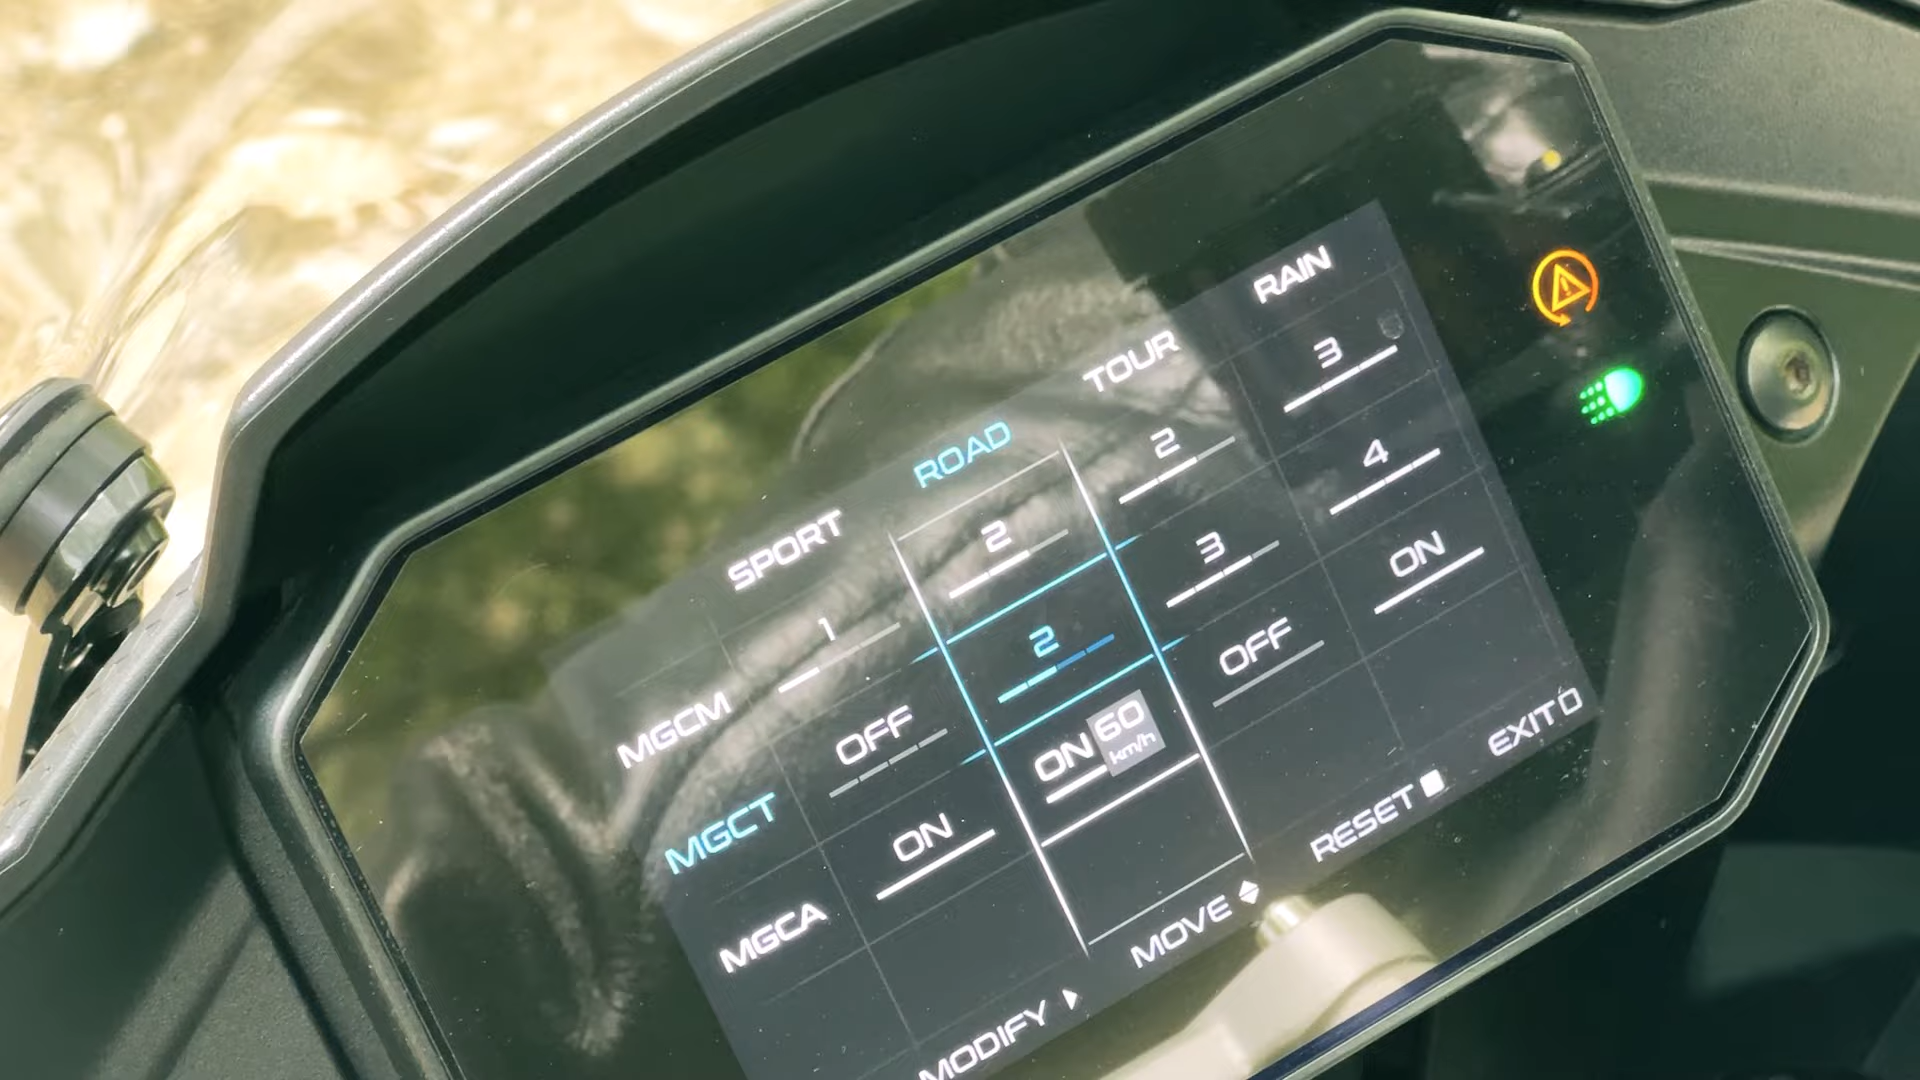 SPORT ROAD TOUR RAIN
MGCM 1 2 2 3
MGCT OFF 2 3 4
MGCA ON ON 60 km/h OFF ON
MODIFY MOVE RESET EXIT